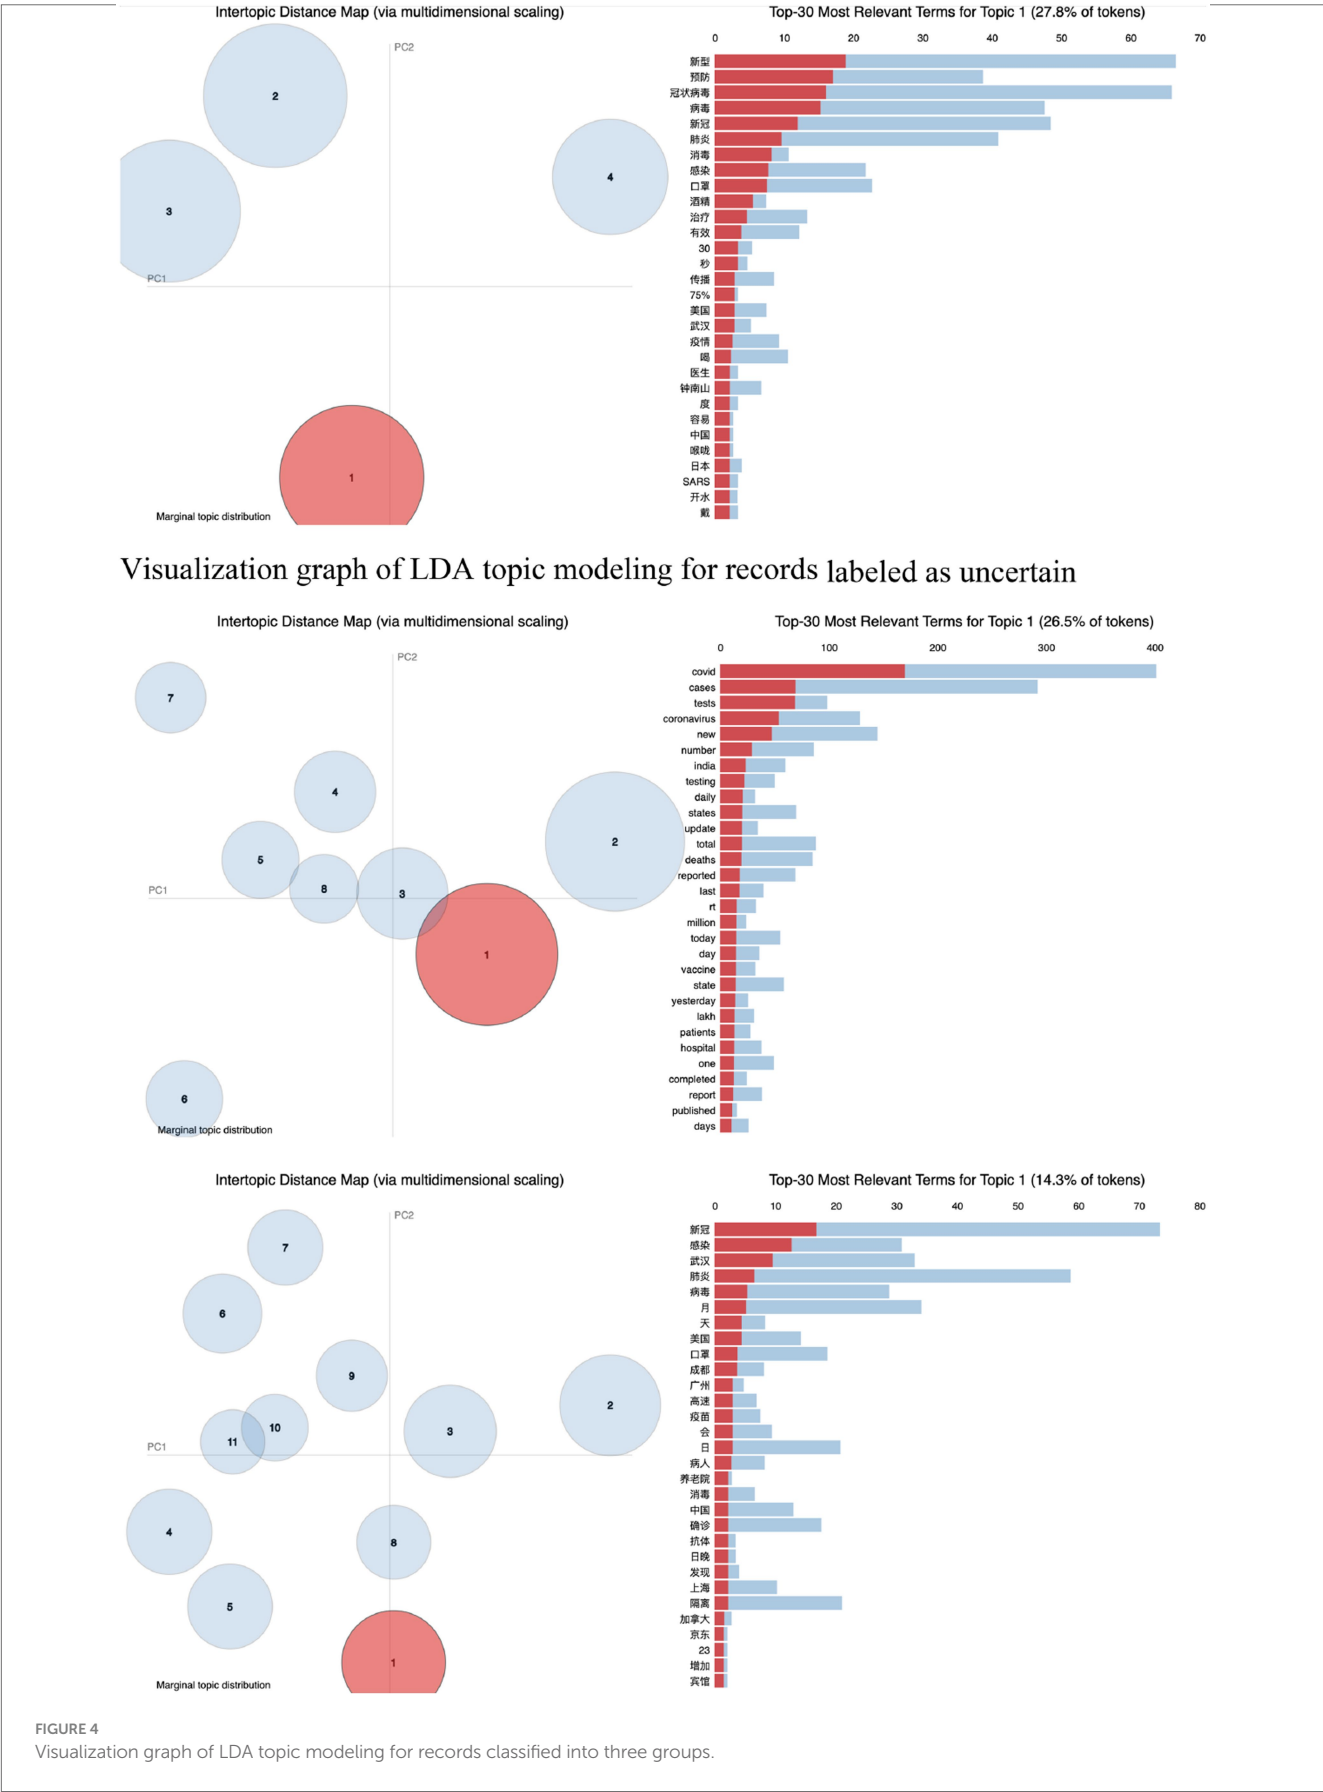 Intertopic Distance Map (via multidimensional scaling)
PC2
2
4
3
PC1
1
Marginal topic distribution
Top-30 Most Relevant Terms for Topic 1 (27.8% of tokens)
0 10 20 30 40 50 60 70
新型
预防
冠状病毒
病毒
新冠
肺炎
消毒
感染
口罩
酒精
治疗
有效
30
秒
传播
75%
美国
武汉
疫情
喝
医生
钟南山
度
容易
中国
喉咙
日本
SARS
开水
戴
Visualization graph of LDA topic modeling for records labeled as uncertain
Intertopic Distance Map (via multidimensional scaling)
PC2
7
4
2
5
8
3
PC1
1
6
Marginal topic distribution
Top-30 Most Relevant Terms for Topic 1 (26.5% of tokens)
0 100 200 300 400
covid
cases
tests
coronavirus
new
number
india
testing
daily
states
update
total
deaths
reported
last
rt
million
today
day
vaccine
state
yesterday
lakh
patients
hospital
one
completed
report
published
days
Intertopic Distance Map (via multidimensional scaling)
PC2
7
6
9
2
3
10
11
PC1
4
8
5
1
Marginal topic distribution
Top-30 Most Relevant Terms for Topic 1 (14.3% of tokens)
0 10 20 30 40 50 60 70 80
新冠
感染
武汉
肺炎
病毒
月
天
美国
口罩
成都
广州
高速
疫苗
会
日
病人
养老院
消毒
中国
确诊
抗体
日晚
发现
上海
隔离
加拿大
京东
23
增加
宾馆
FIGURE 4
Visualization graph of LDA topic modeling for records classified into three groups.